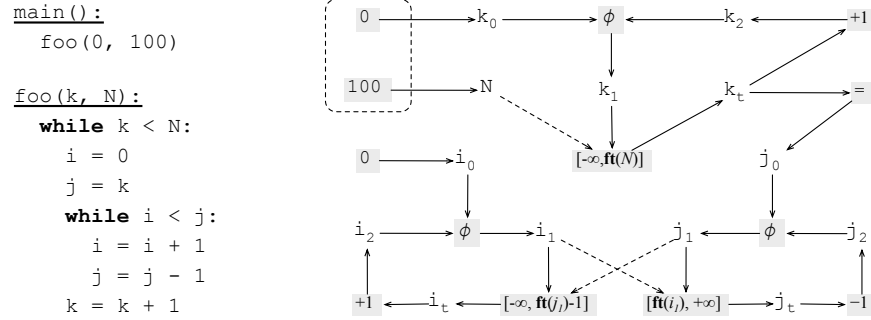 main():
foo(0, 100)
foo(k, N):
while k < N:
i = 0
j = k
while i < j:
i = i + 1
j = j - 1
k = k + 1
0 k₀ ϕ k₂ +1
100 N k₁ kₜ =
0 i₀ [-∞,ft(N)] j₀
i₂ ϕ i₁ j₁ ϕ j₂
+1 iₜ [-∞, ft(j₁)-1] [ft(i₁), +∞] jₜ −1